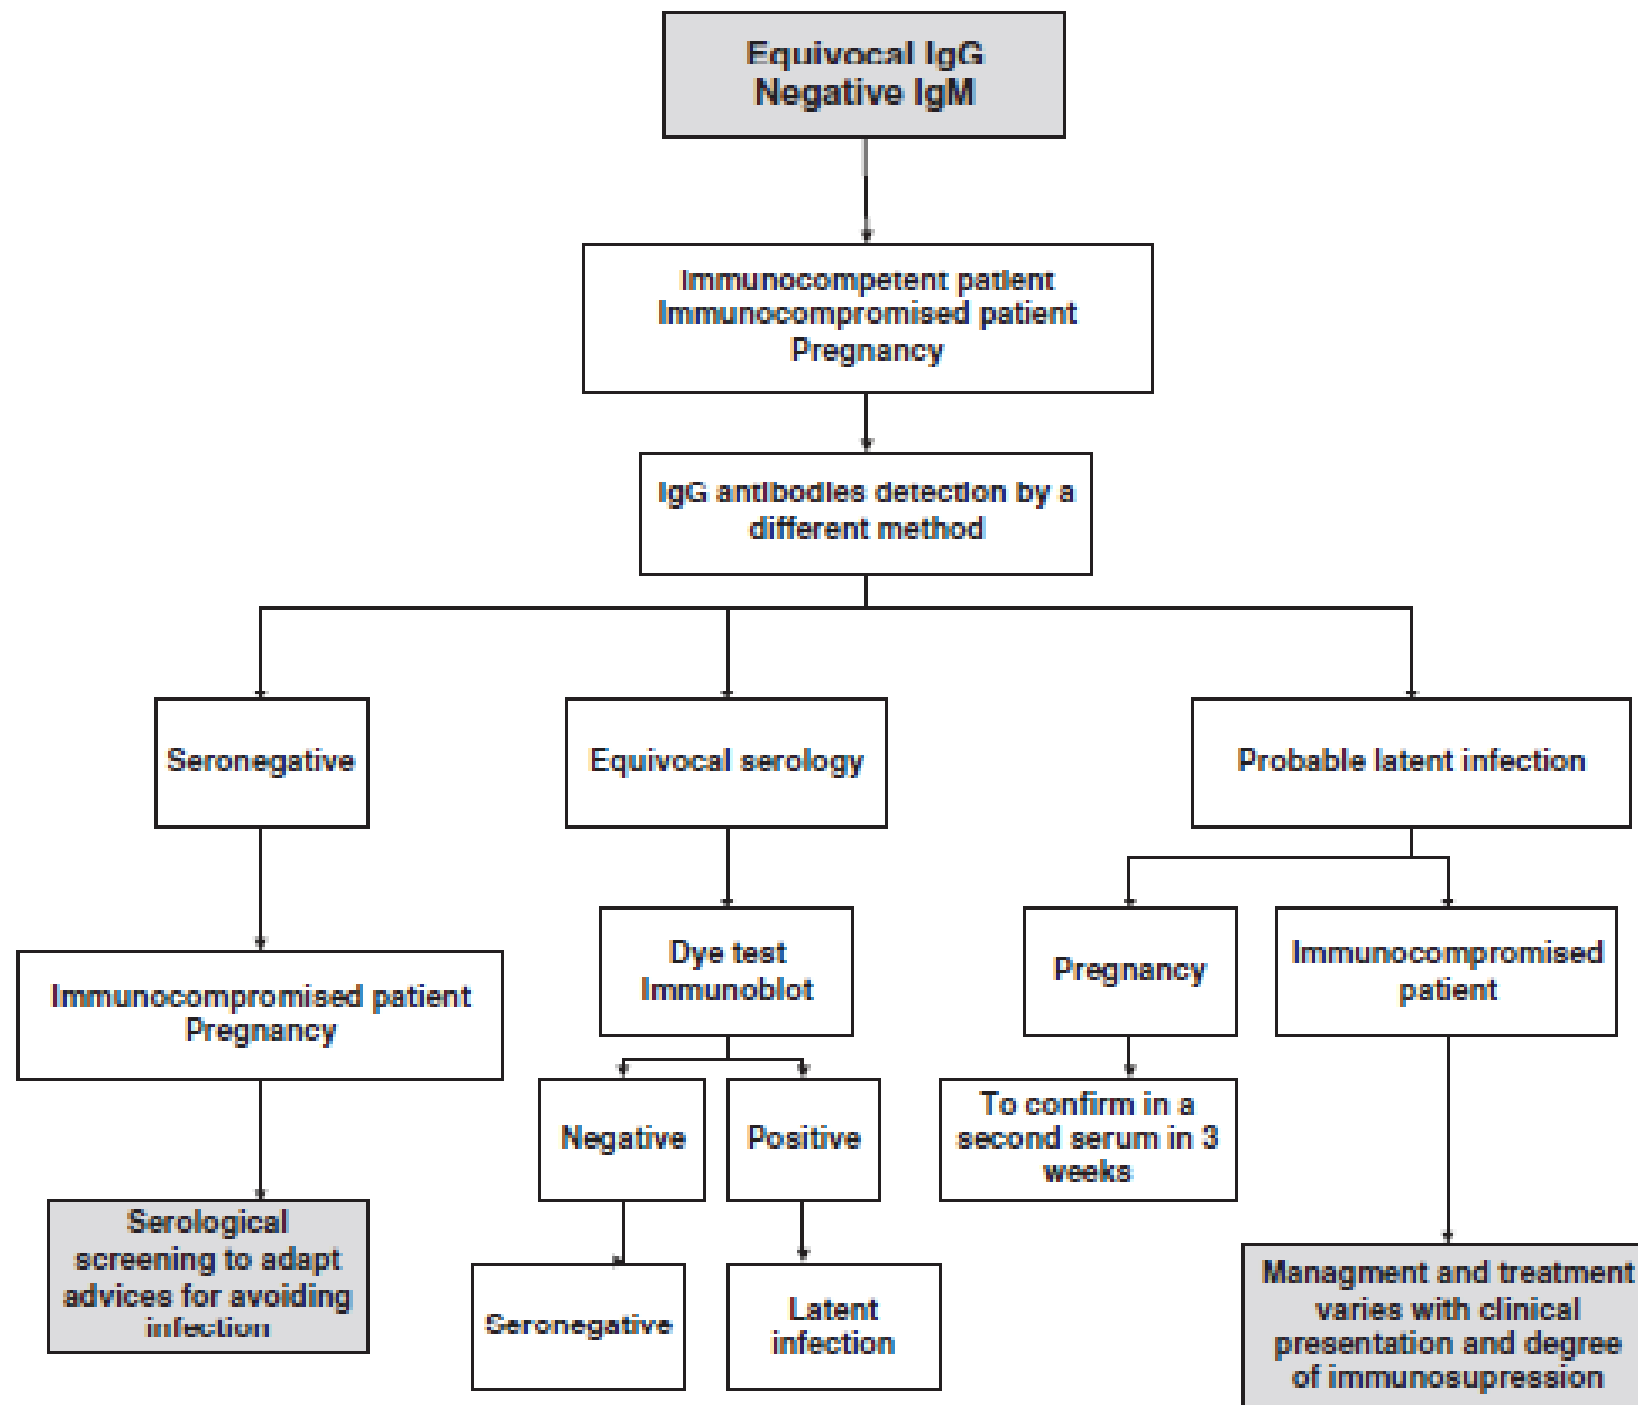 Equivocal IgG
Negative IgM
Immunocompetent patient
Immunocompromised patient
Pregnancy
IgG antibodies detection by a
different method
Seronegative
Equivocal serology
Probable latent infection
Immunocompromised patient
Pregnancy
Dye test
Immunoblot
Pregnancy
Immunocompromised
patient
Negative
Positive
To confirm in a
second serum in 3
weeks
Serological
screening to adapt
advices for avoiding
infection
Seronegative
Latent
infection
Managment and treatment
varies with clinical
presentation and degree
of immunosupression